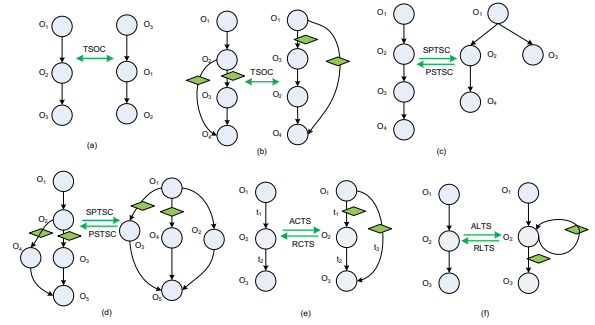 O1
O2
O3
TSOC
O3
O1
O2
(a)
O1
O2
O3
O4
TSOC
O1
O3
O2
O4
(b)
O1
O2
O3
O4
SPTSC
PSTSC
O1
O2
O3
O4
(c)
O1
O2
O4
O3
O5
SPTSC
PSTSC
O1
O3
O4
O2
O5
(d)
O1
t1
O2
t2
O3
ACTS
RCTS
O1
t1
O2
t2
t3
O3
(e)
O1
O2
O3
ALTS
RLTS
O1
O2
O3
(f)